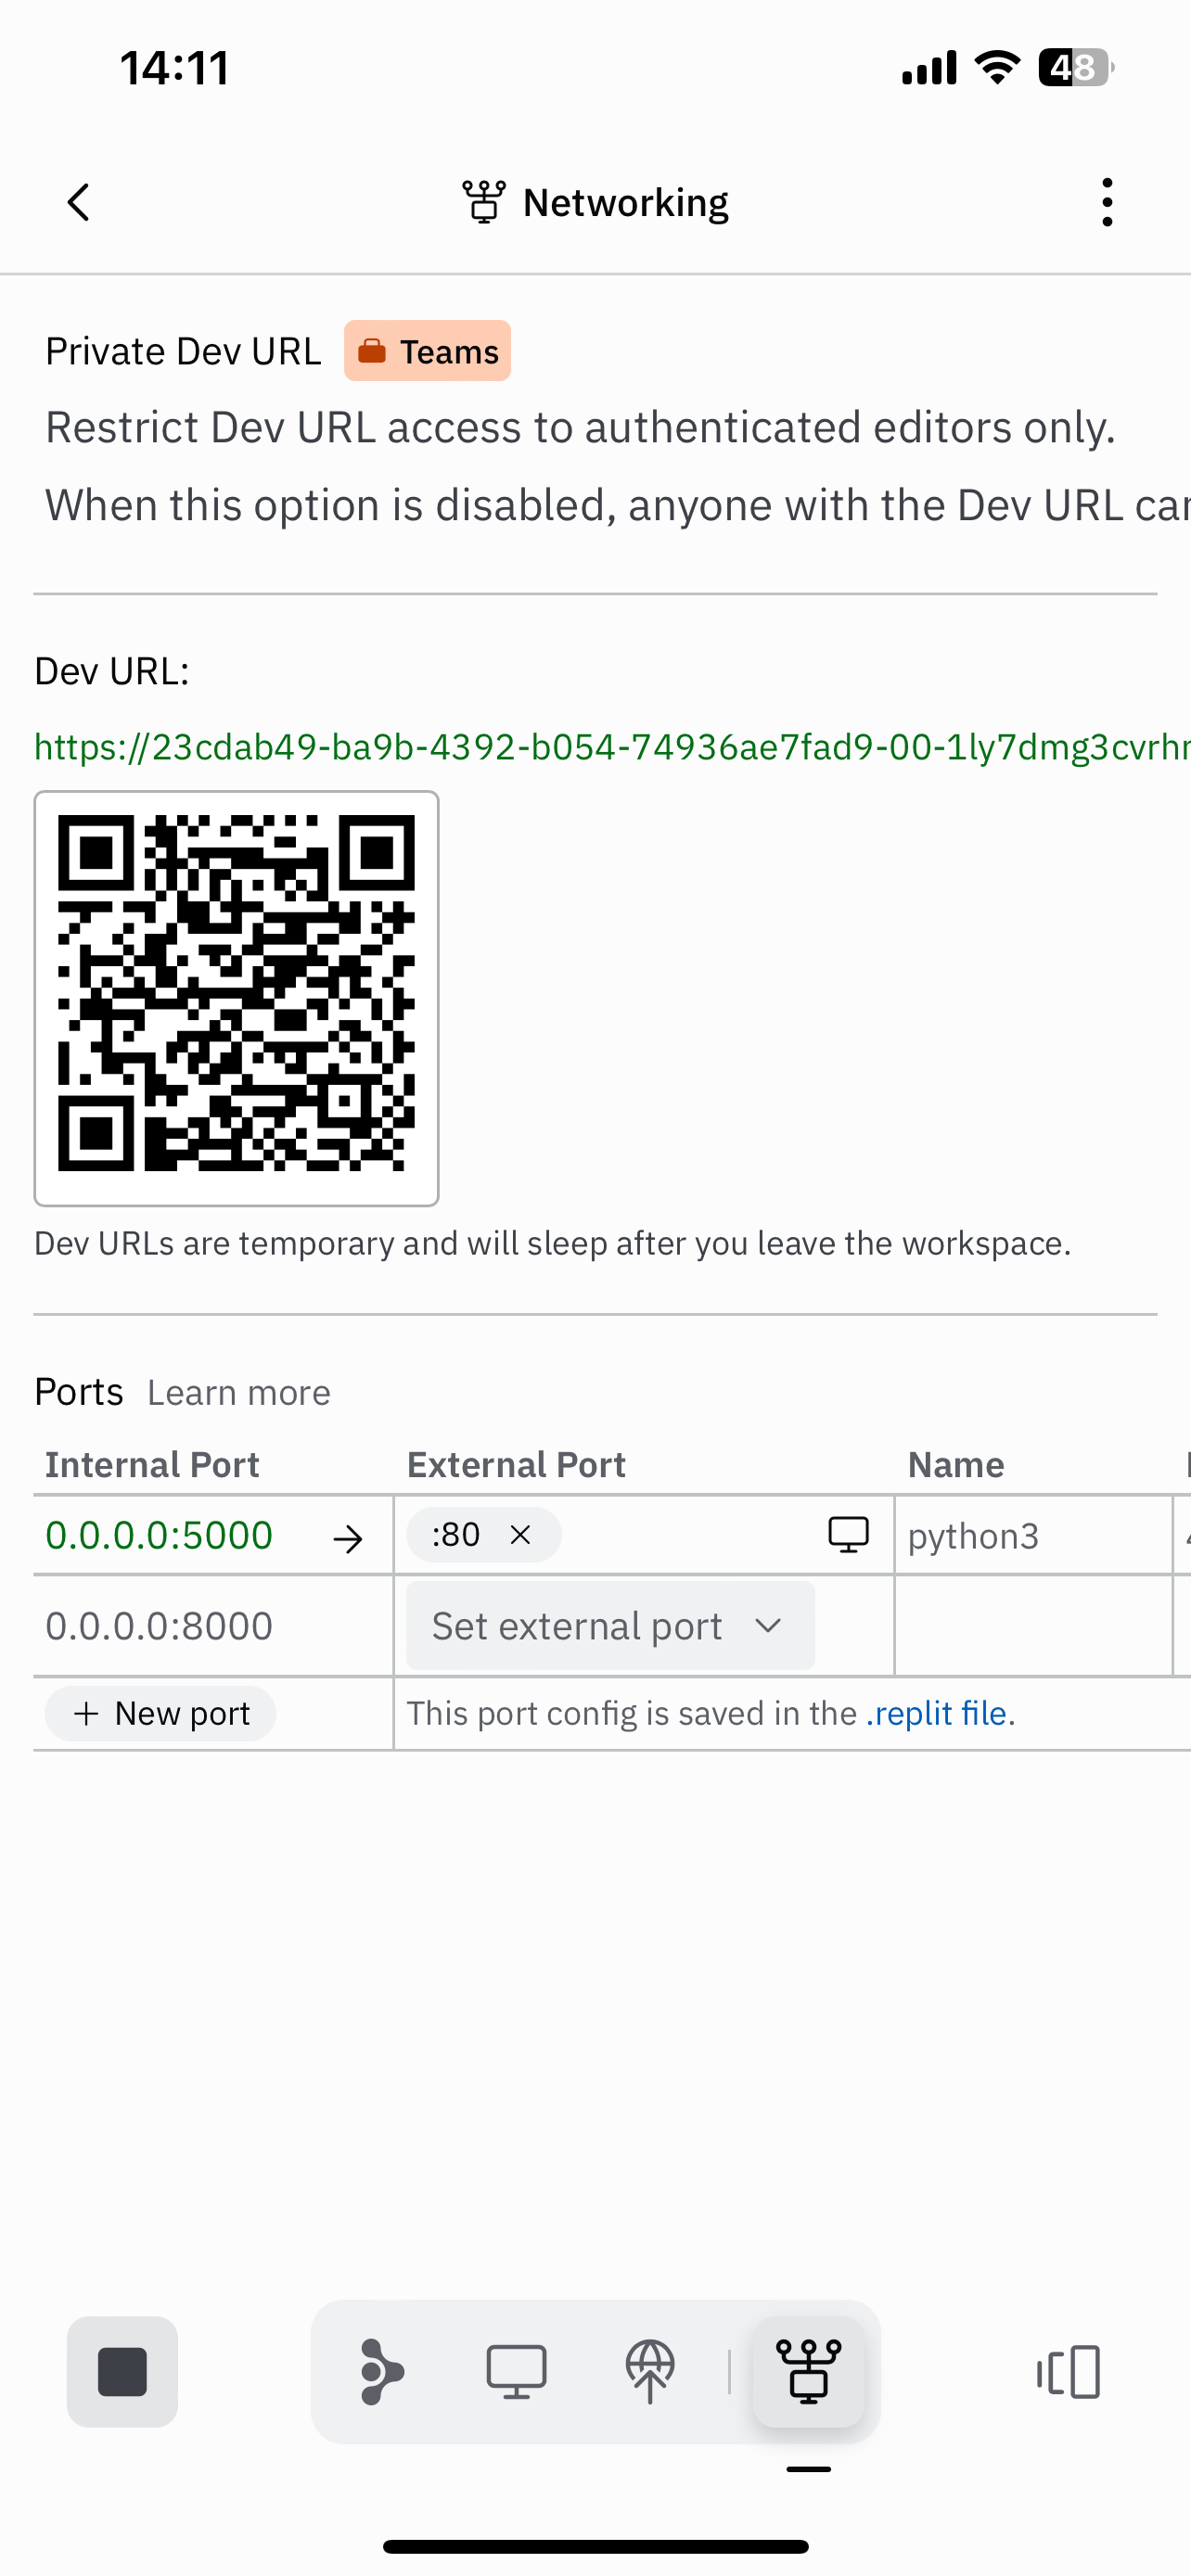 14:11
48
Networking
Private Dev URL Teams
Restrict Dev URL access to authenticated editors only.
When this option is disabled, anyone with the Dev URL
Dev URL:
https://23cdab49-ba9b-4392-b054-74936ae7fad9-00-1ly7dmg3cvrh
Dev URLs are temporary and will sleep after you leave the workspace.
Ports Learn more
Internal Port External Port Name
0.0.0.0:5000 → :80 × python3
0.0.0.0:8000 Set external port
+ New port This port config is saved in the .replit file.